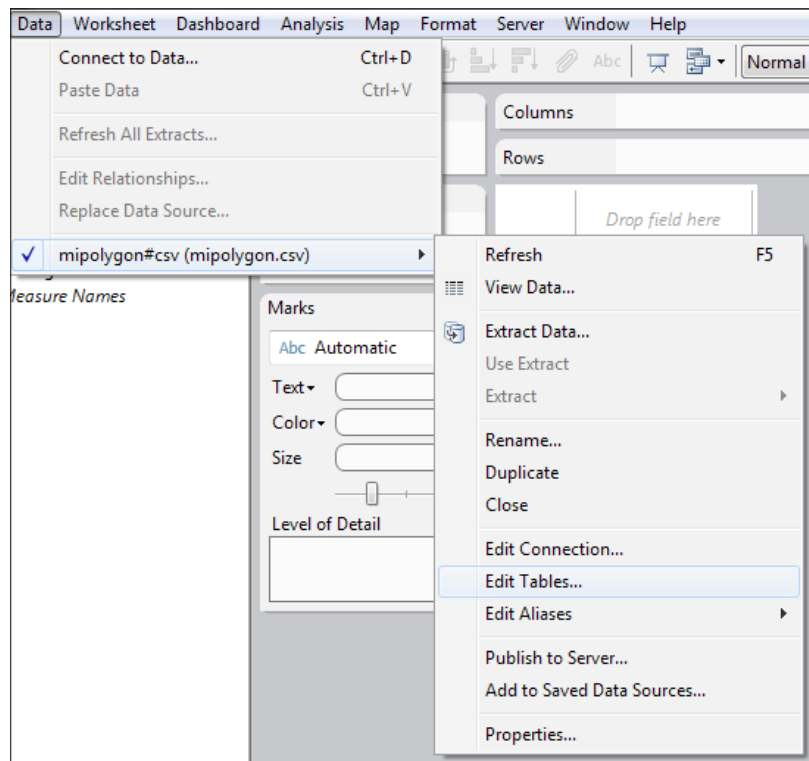 Data Worksheet Dashboard Analysis Map Format Server Window Help
Connect to Data... Ctrl+D
Paste Data Ctrl+V
Refresh All Extracts...
Edit Relationships...
Replace Data Source...
mipolygon#csv (mipolygon.csv)
Abc
Normal
Columns
Rows
Drop field here
Measure Names
Marks
Abc Automatic
Text
Color
Size
Level of Detail
Refresh F5
View Data...
Extract Data...
Use Extract
Extract
Rename...
Duplicate
Close
Edit Connection...
Edit Tables...
Edit Aliases
Publish to Server...
Add to Saved Data Sources...
Properties...